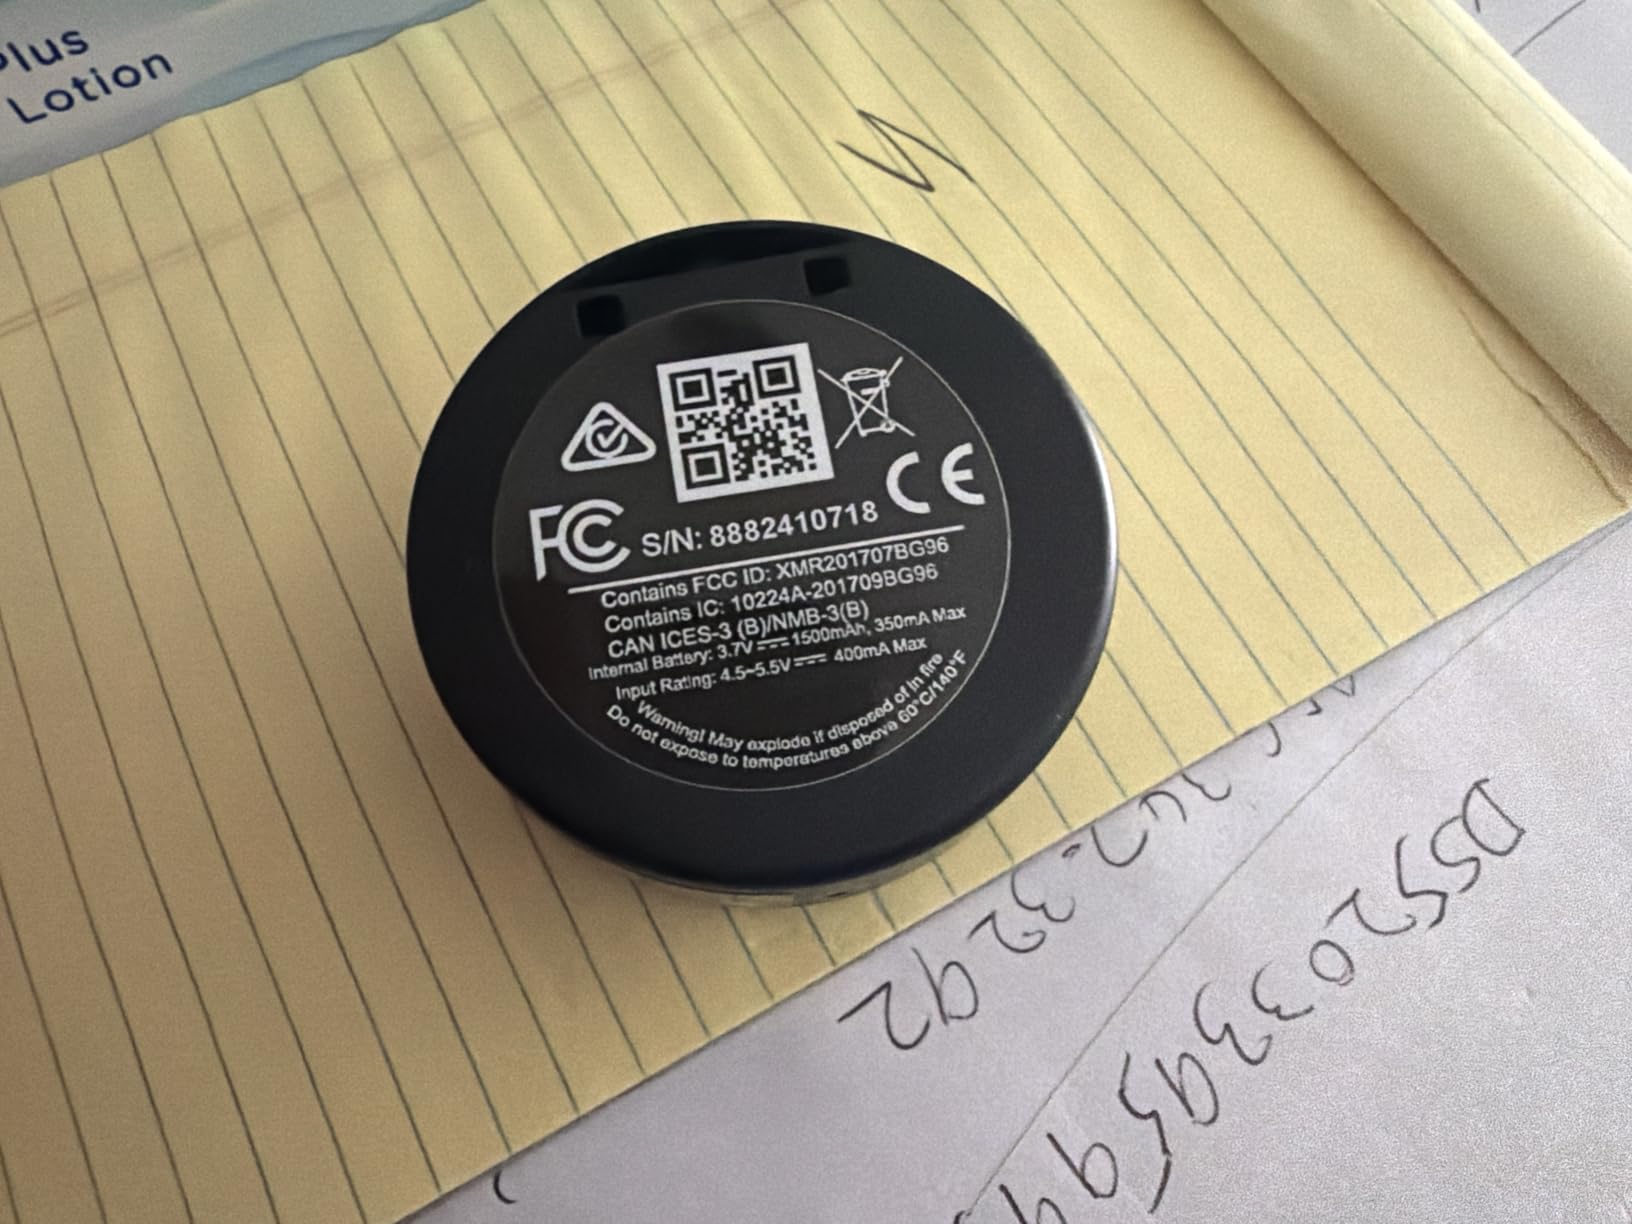 Plus
Lotion
N
FC CE
S/N: 8882410718
Contains FCC ID: XMR201707BG96
Contains IC: 10224A-201709BG96
CAN ICES-3 (B)/NMB-3(B)
Internal Battery: 3.7V⎓1500mAh, 350mA Max
Input Rating: 4.5~5.5V⎓ 400mA Max
Warning! May explode if disposed of in fire
Do not expose to temperatures above 60°C/140°F
3292
DS5203395